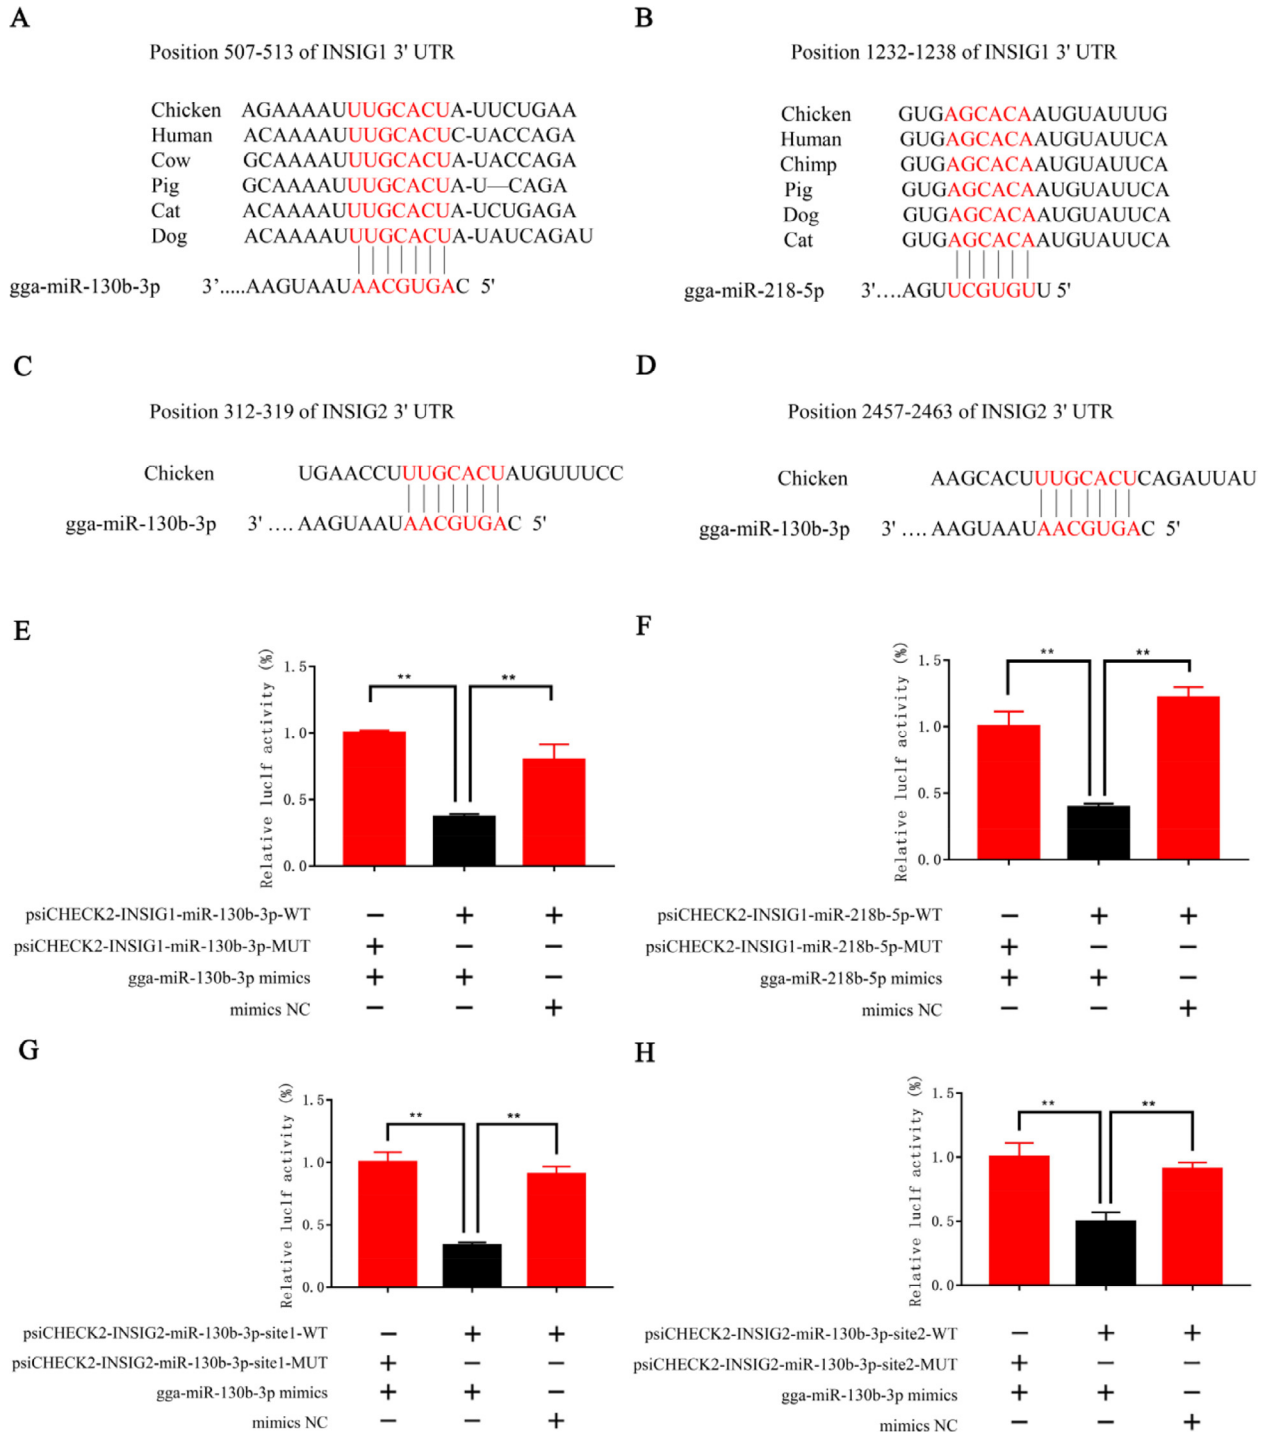 A
Position 507-513 of INSIG1 3' UTR
Chicken AGAAAAUUUGCACUA-UUCUGAA
Human ACAAAAUUUGCACUC-UACCAGA
Cow GCAAAAUUUGCACUA-UACCAGA
Pig GCAAAAUUUGCACUA-U—CAGA
Cat ACAAAAUUUGCACUA-UCUGAGA
Dog ACAAAAUUUGCACUA-UAUCAGAU
gga-miR-130b-3p 3’.....AAGUAAUAACGUGAC 5'
B
Position 1232-1238 of INSIG1 3' UTR
Chicken GUGAGCACAAUGUAUUUG
Human GUGAGCACAAUGUAUUCA
Chimp GUGAGCACAAUGUAUUCA
Pig GUGAGCACAAUGUAUUCA
Dog GUGAGCACAAUGUAUUCA
Cat GUGAGCACAAUGUAUUCA
gga-miR-218-5p 3'....AGUUCGUGUU 5'
C
Position 312-319 of INSIG2 3' UTR
Chicken UGAACCUUUGCACUAUGUUUCC
gga-miR-130b-3p 3' .... AAGUAAUAACGUGAC 5'
D
Position 2457-2463 of INSIG2 3' UTR
Chicken AAGCACUUUGCACUCAGAUUAU
gga-miR-130b-3p 3' .... AAGUAAUAACGUGAC 5'
E
Relative luclf activity (%)
1.5
1.0
0.5
0.0
** **
psiCHECK2-INSIG1-miR-130b-3p-WT − + +
psiCHECK2-INSIG1-miR-130b-3p-MUT + − −
gga-miR-130b-3p mimics + + −
mimics NC − − +
F
Relative luclf activity (%)
1.5
1.0
0.5
0.0
** **
psiCHECK2-INSIG1-miR-218b-5p-WT − + +
psiCHECK2-INSIG1-miR-218b-5p-MUT + − −
gga-miR-218b-5p mimics + + −
mimics NC − − +
G
Relative luclf activity (%)
1.5
1.0
0.5
0.0
** **
psiCHECK2-INSIG2-miR-130b-3p-site1-WT − + +
psiCHECK2-INSIG2-miR-130b-3p-site1-MUT + − −
gga-miR-130b-3p mimics + + −
mimics NC − − +
H
Relative luclf activity (%)
1.5
1.0
0.5
0.0
** **
psiCHECK2-INSIG2-miR-130b-3p-site2-WT − + +
psiCHECK2-INSIG2-miR-130b-3p-site2-MUT + − −
gga-miR-130b-3p mimics + + −
mimics NC − − +